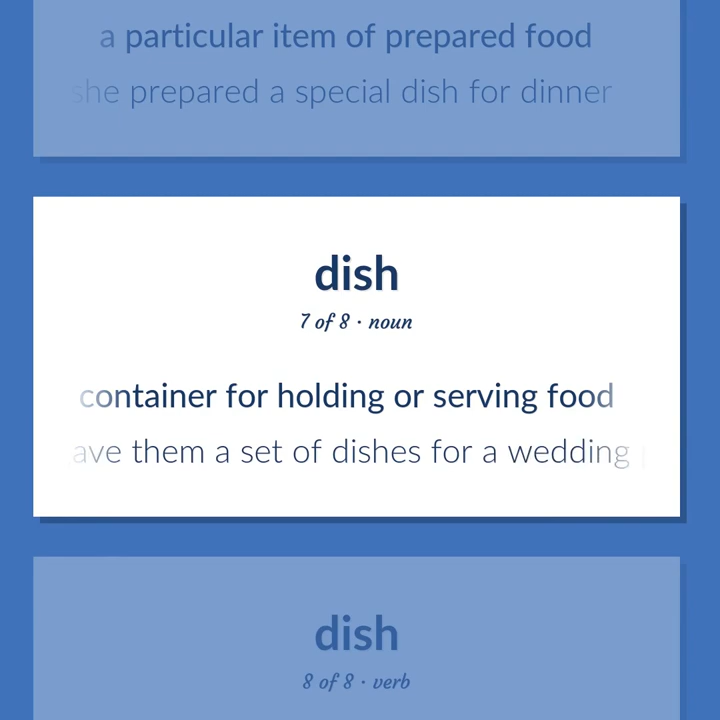 a particular item of prepared food
she prepared a special dish for dinner
dish
7 of 8 · noun
container for holding or serving food
ave them a set of dishes for a wedding
dish
8 of 8 · verb